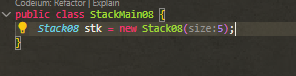 Codeium: Refactor | Explain
public class StackMain08 {
Stack08 stk = new Stack08(size:5);
}